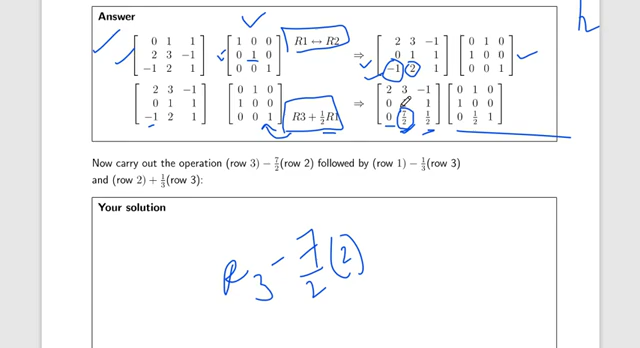 Answer
[ 0 1 1 ] [ 1 0 0 ] R1 ↔ R2 ⇒ [ 2 3 −1 ] [ 0 1 0 ]
[ 2 3 −1 ] [ 0 1 0 ] [ 0 1 1 ] [ 1 0 0 ]
[ −1 2 1 ] [ 0 0 1 ] [ −1 2 1 ] [ 0 0 1 ]
[ 2 3 −1 ] [ 0 1 0 ] ⇒ [ 2 3 −1 ] [ 0 1 0 ]
[ 0 1 1 ] [ 1 0 0 ] [ 0 1 1 ] [ 1 0 0 ]
[ −1 2 1 ] [ 0 0 1 ] R3 + 1/2 R1 [ 0 7/2 1/2 ] [ 0 1/2 1 ]
Now carry out the operation (row 3) − 7/2 (row 2) followed by (row 1) − 1/3 (row 3)
and (row 2) + 1/3 (row 3):
Your solution
R3 - 7/2 (2)